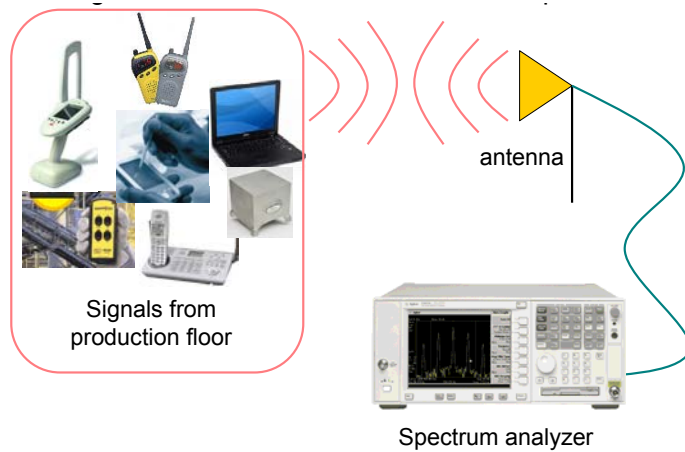 antenna
Signals from
production floor
Spectrum analyzer